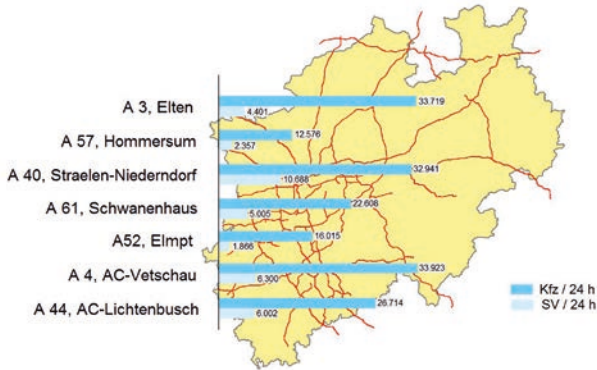 A 3, Elten
33.719
4.401
A 57, Hommersum
12.576
2.357
A 40, Straelen-Niederndorf
32.941
10.688
A 61, Schwanenhaus
22.608
5.005
A52, Elmpt
16.015
1.866
A 4, AC-Vetschau
33.923
6.300
A 44, AC-Lichtenbusch
26.714
6.002
Kfz / 24 h
SV / 24 h